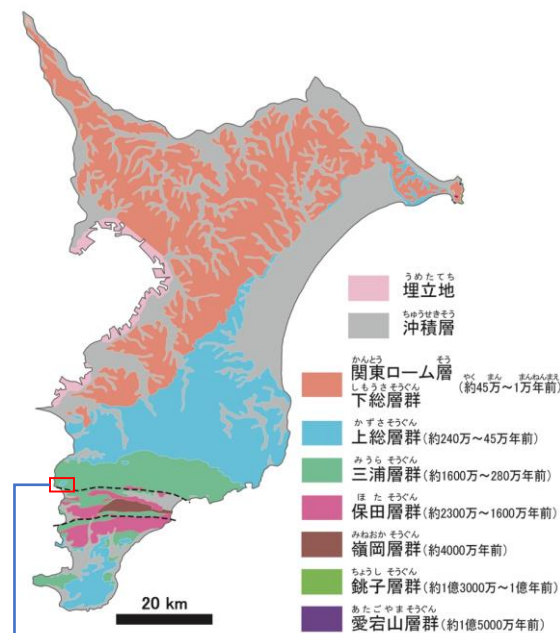 うめたてち
埋立地
ちゅうせきそう
沖積層
かんとう そう
関東ローム層
しもうさそうぐん
下総層群
やく まん まんねんまえ
(約45万～1万年前)
かずさそうぐん
上総層群(約240万～45万年前)
みうらそうぐん
三浦層群(約1600万～280万年前)
ほたそうぐん
保田層群(約2300万～1600万年前)
みねおかそうぐん
嶺岡層群(約4000万年前)
ちょうしそうぐん
銚子層群(約1億3000万～1億年前)
あたごやまそうぐん
愛宕山層群(約1億5000万年前)
20 km